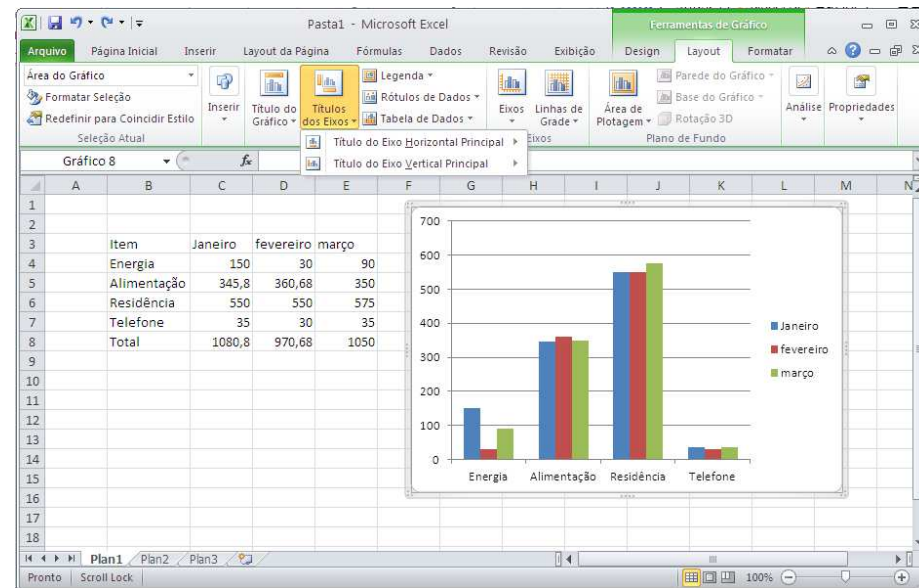 Pasta1 - Microsoft Excel
Ferramentas de Gráfico
Arquivo Página Inicial Inserir Layout da Página Fórmulas Dados Revisão Exibição Design Layout Formatar
Área do Gráfico
Formatar Seleção
Redefinir para Coincidir Estilo
Seleção Atual
Inserir
Título do Gráfico
Títulos dos Eixos
Legenda
Rótulos de Dados
Tabela de Dados
Eixos
Linhas de Grade
Eixos
Área de Plotagem
Parede do Gráfico
Base do Gráfico
Rotação 3D
Plano de Fundo
Análise
Propriedades
Título do Eixo Horizontal Principal
Título do Eixo Vertical Principal
Gráfico 8 fx
A B C D E F G H I J K L M N
1
2
3 Item Janeiro fevereiro março
4 Energia 150 30 90
5 Alimentação 345,8 360,68 350
6 Residência 550 550 575
7 Telefone 35 30 35
8 Total 1080,8 970,68 1050
9
10
11
12
13
14
15
16
17
18
700
600
500
400
300
200
100
0
Energia Alimentação Residência Telefone
Janeiro
fevereiro
março
Plan1 Plan2 Plan3
Pronto Scroll Lock 100%